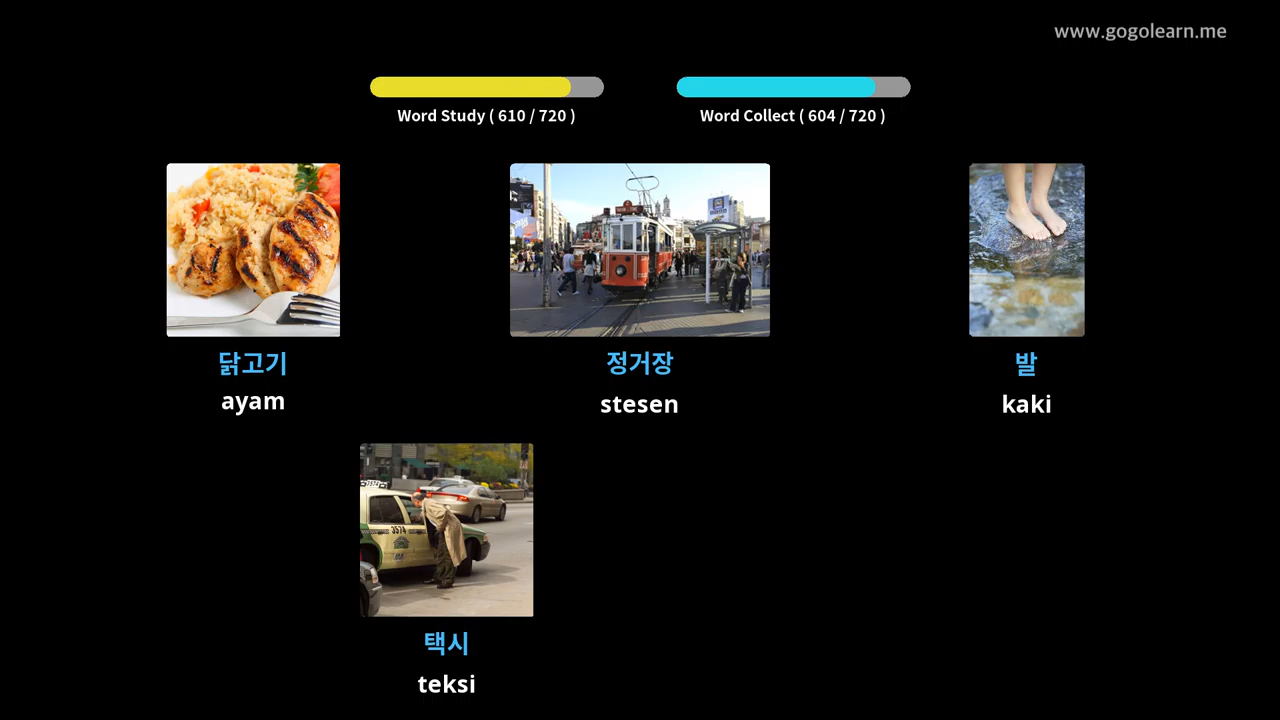 www.gogolearn.me
Word Study ( 610 / 720 )
Word Collect ( 604 / 720 )
닭고기
ayam
정거장
stesen
발
kaki
3574
택시
teksi